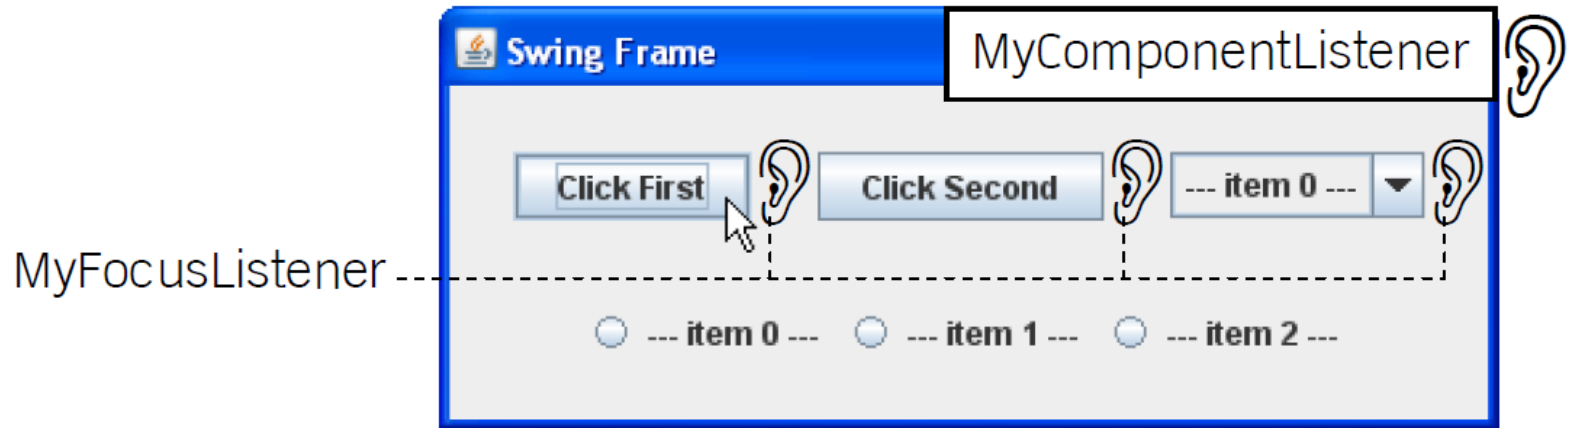 Swing Frame
MyComponentListener
Click First
Click Second
--- item 0 ---
MyFocusListener
--- item 0 ---
--- item 1 ---
--- item 2 ---